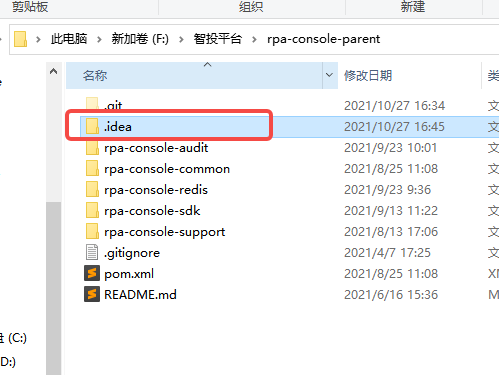 剪贴板 组织 新建
此电脑 > 新加卷 (F:) > 智投平台 > rpa-console-parent
名称 修改日期 类
.git 2021/10/27 16:34 文
.idea 2021/10/27 16:45 文
rpa-console-audit 2021/9/23 10:01 文
rpa-console-common 2021/8/25 11:08 文
rpa-console-redis 2021/9/23 9:36 文
rpa-console-sdk 2021/9/13 11:22 文
rpa-console-support 2021/8/13 17:06 文
.gitignore 2021/4/7 17:25 文
pom.xml 2021/8/25 11:08 XM
README.md 2021/6/16 15:36 M
(C:)
D:)